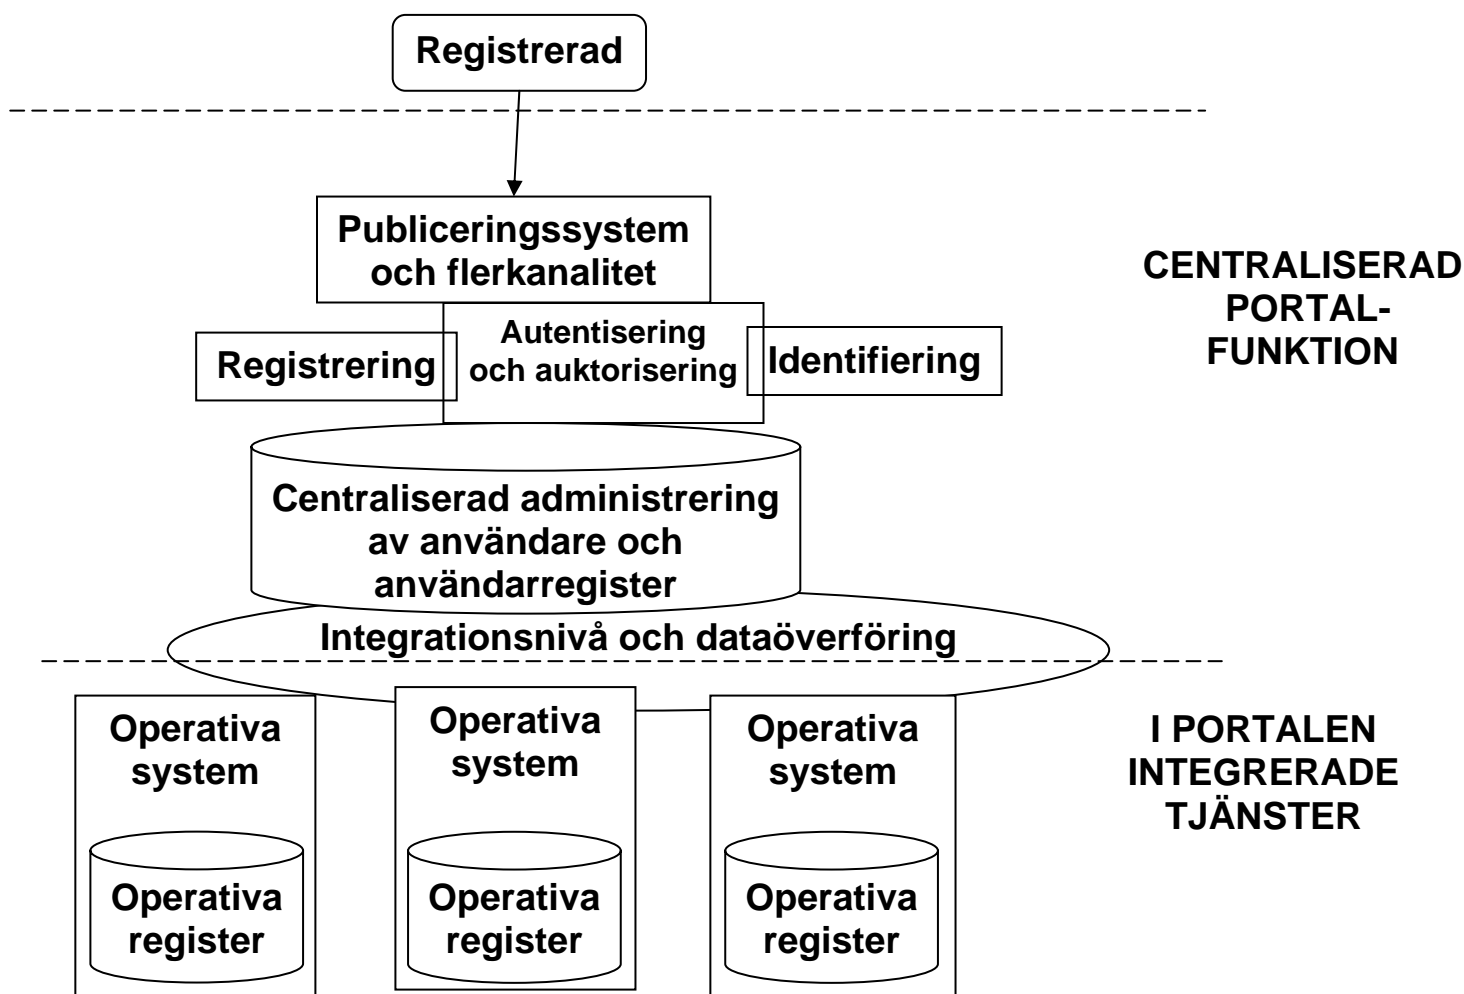 Registrerad
Publiceringssystem
och flerkanalitet
CENTRALISERAD
PORTAL-
FUNKTION
Registrering
Autentisering
och auktorisering
Identifiering
Centraliserad administrering
av användare och
användarregister
Integrationsnivå och dataöverföring
Operativa
system
Operativa
register
Operativa
system
Operativa
register
Operativa
system
Operativa
register
I PORTALEN
INTEGRERADE
TJÄNSTER